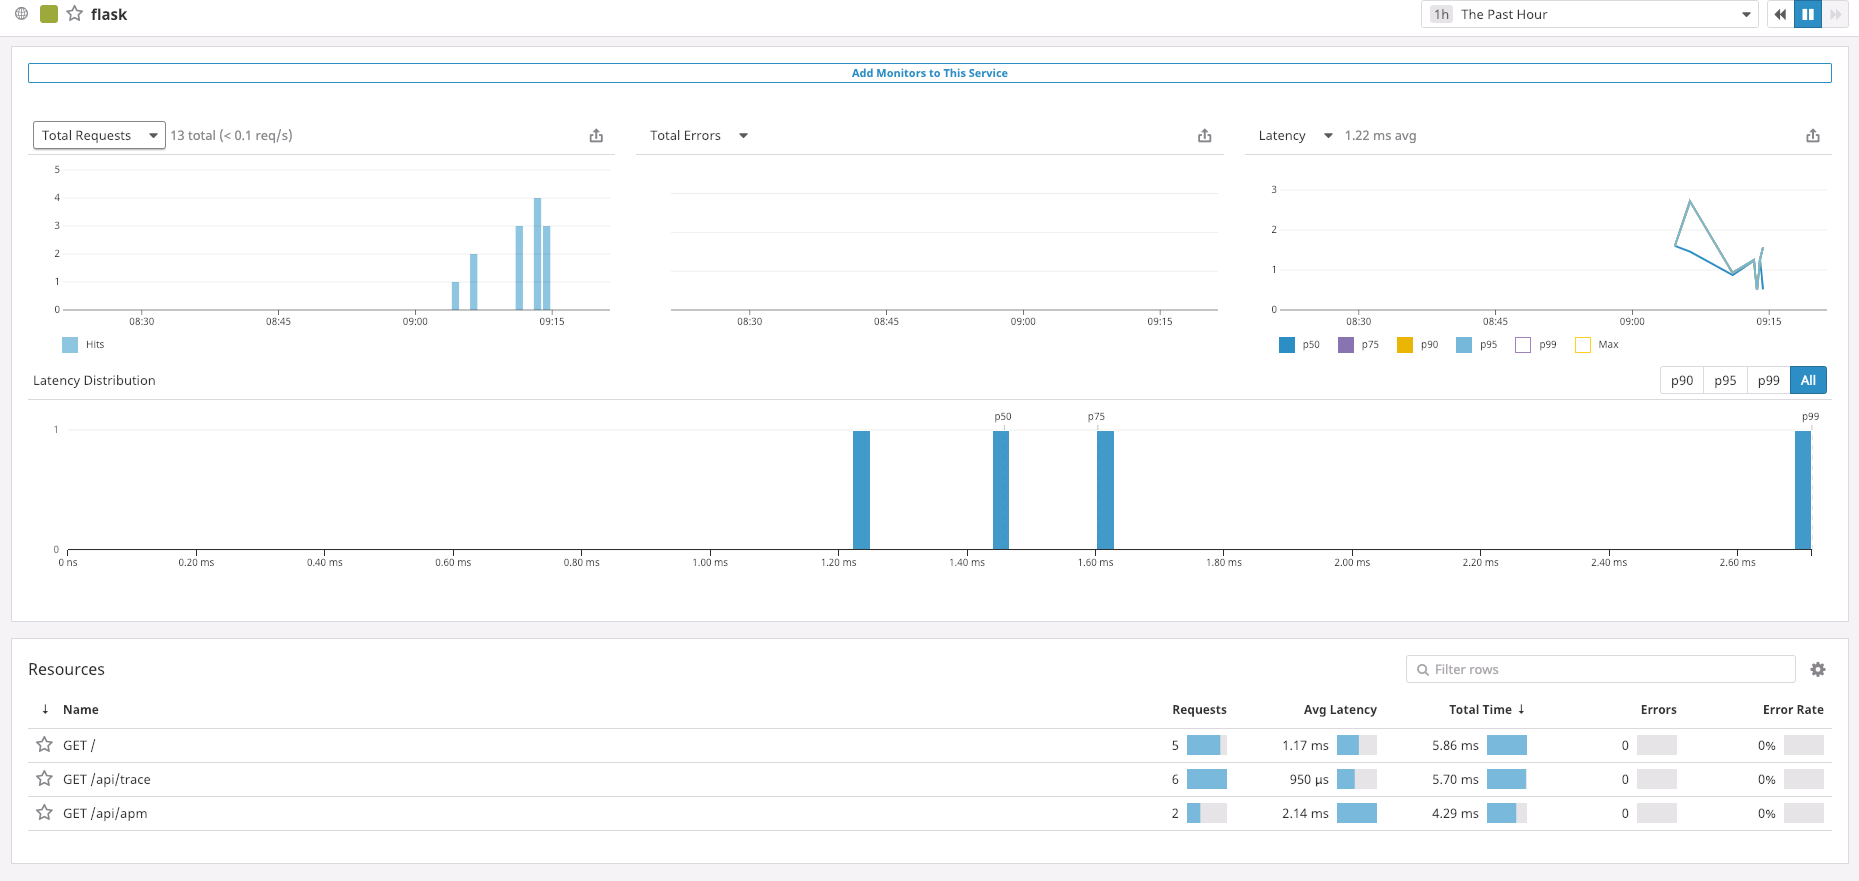 flask
1h The Past Hour
Add Monitors to This Service
Total Requests 13 total (< 0.1 req/s)
5
4
3
2
1
0
08:30 08:45 09:00 09:15
Hits
Total Errors
08:30 08:45 09:00 09:15
Latency 1.22 ms avg
3
2
1
0
08:30 08:45 09:00 09:15
p50 p75 p90 p95 p99 Max
Latency Distribution
p90 p95 p99 All
p50 p75 p99
1
0
0 ns 0.20 ms 0.40 ms 0.60 ms 0.80 ms 1.00 ms 1.20 ms 1.40 ms 1.60 ms 1.80 ms 2.00 ms 2.20 ms 2.40 ms 2.60 ms
Resources
Filter rows
↓ Name Requests Avg Latency Total Time ↓ Errors Error Rate
GET / 5 1.17 ms 5.86 ms 0 0%
GET /api/trace 6 950 µs 5.70 ms 0 0%
GET /api/apm 2 2.14 ms 4.29 ms 0 0%